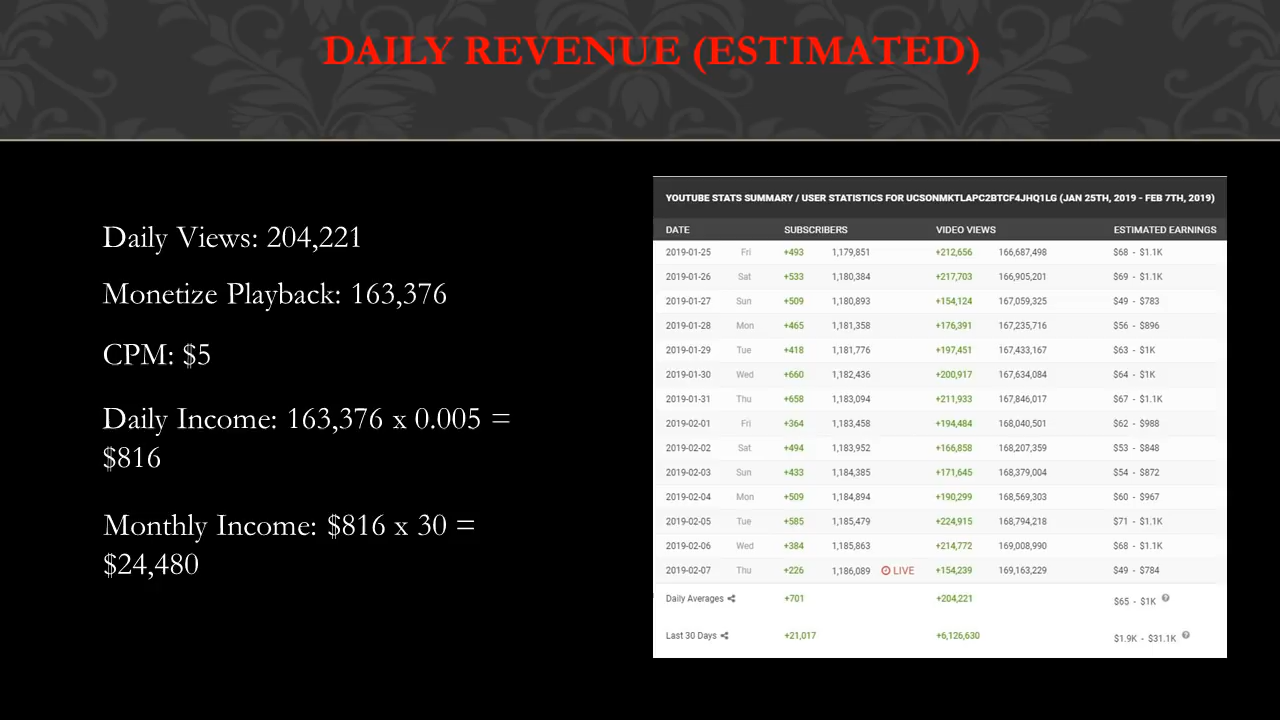 DAILY REVENUE (ESTIMATED)
Daily Views: 204,221
Monetize Playback: 163,376
CPM: $5
Daily Income: 163,376 x 0.005 =
$816
Monthly Income: $816 x 30 =
$24,480
YOUTUBE STATS SUMMARY / USER STATISTICS FOR UCSONMKTLAPC2BTCF4JHQ1LG (JAN 25TH, 2019 - FEB 7TH, 2019)
DATE SUBSCRIBERS VIDEO VIEWS ESTIMATED EARNINGS
2019-01-25 Fri +493 1,179,851 +212,656 166,687,498 $68 - $1.1K
2019-01-26 Sat +533 1,180,384 +217,703 166,905,201 $69 - $1.1K
2019-01-27 Sun +509 1,180,893 +154,124 167,059,325 $49 - $783
2019-01-28 Mon +465 1,181,358 +176,391 167,235,716 $56 - $896
2019-01-29 Tue +418 1,181,776 +197,451 167,433,167 $63 - $1K
2019-01-30 Wed +660 1,182,436 +200,917 167,634,084 $64 - $1K
2019-01-31 Thu +658 1,183,094 +211,933 167,846,017 $67 - $1.1K
2019-02-01 Fri +364 1,183,458 +194,484 168,040,501 $62 - $988
2019-02-02 Sat +494 1,183,952 +166,858 168,207,359 $53 - $848
2019-02-03 Sun +433 1,184,385 +171,645 168,379,004 $54 - $872
2019-02-04 Mon +509 1,184,894 +190,299 168,569,303 $60 - $967
2019-02-05 Tue +585 1,185,479 +224,915 168,794,218 $71 - $1.1K
2019-02-06 Wed +384 1,185,863 +214,772 169,008,990 $68 - $1.1K
2019-02-07 Thu +226 1,186,089 LIVE +154,239 169,163,229 $49 - $784
Daily Averages +701 +204,221 $65 - $1K
Last 30 Days +21,017 +6,126,630 $1.9K - $31.1K